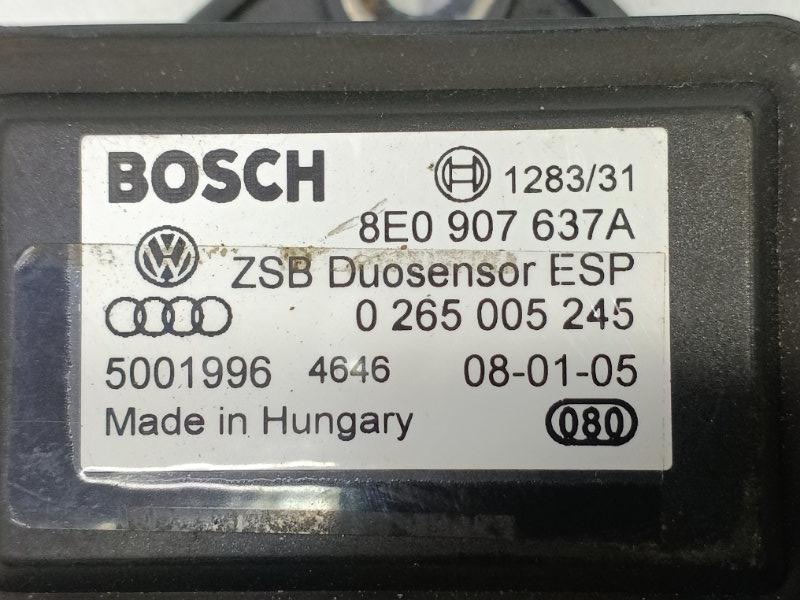 BOSCH 1283/31
8E0 907 637A
ZSB Duosensor ESP
0 265 005 245
5001996 4646 08-01-05
Made in Hungary 080